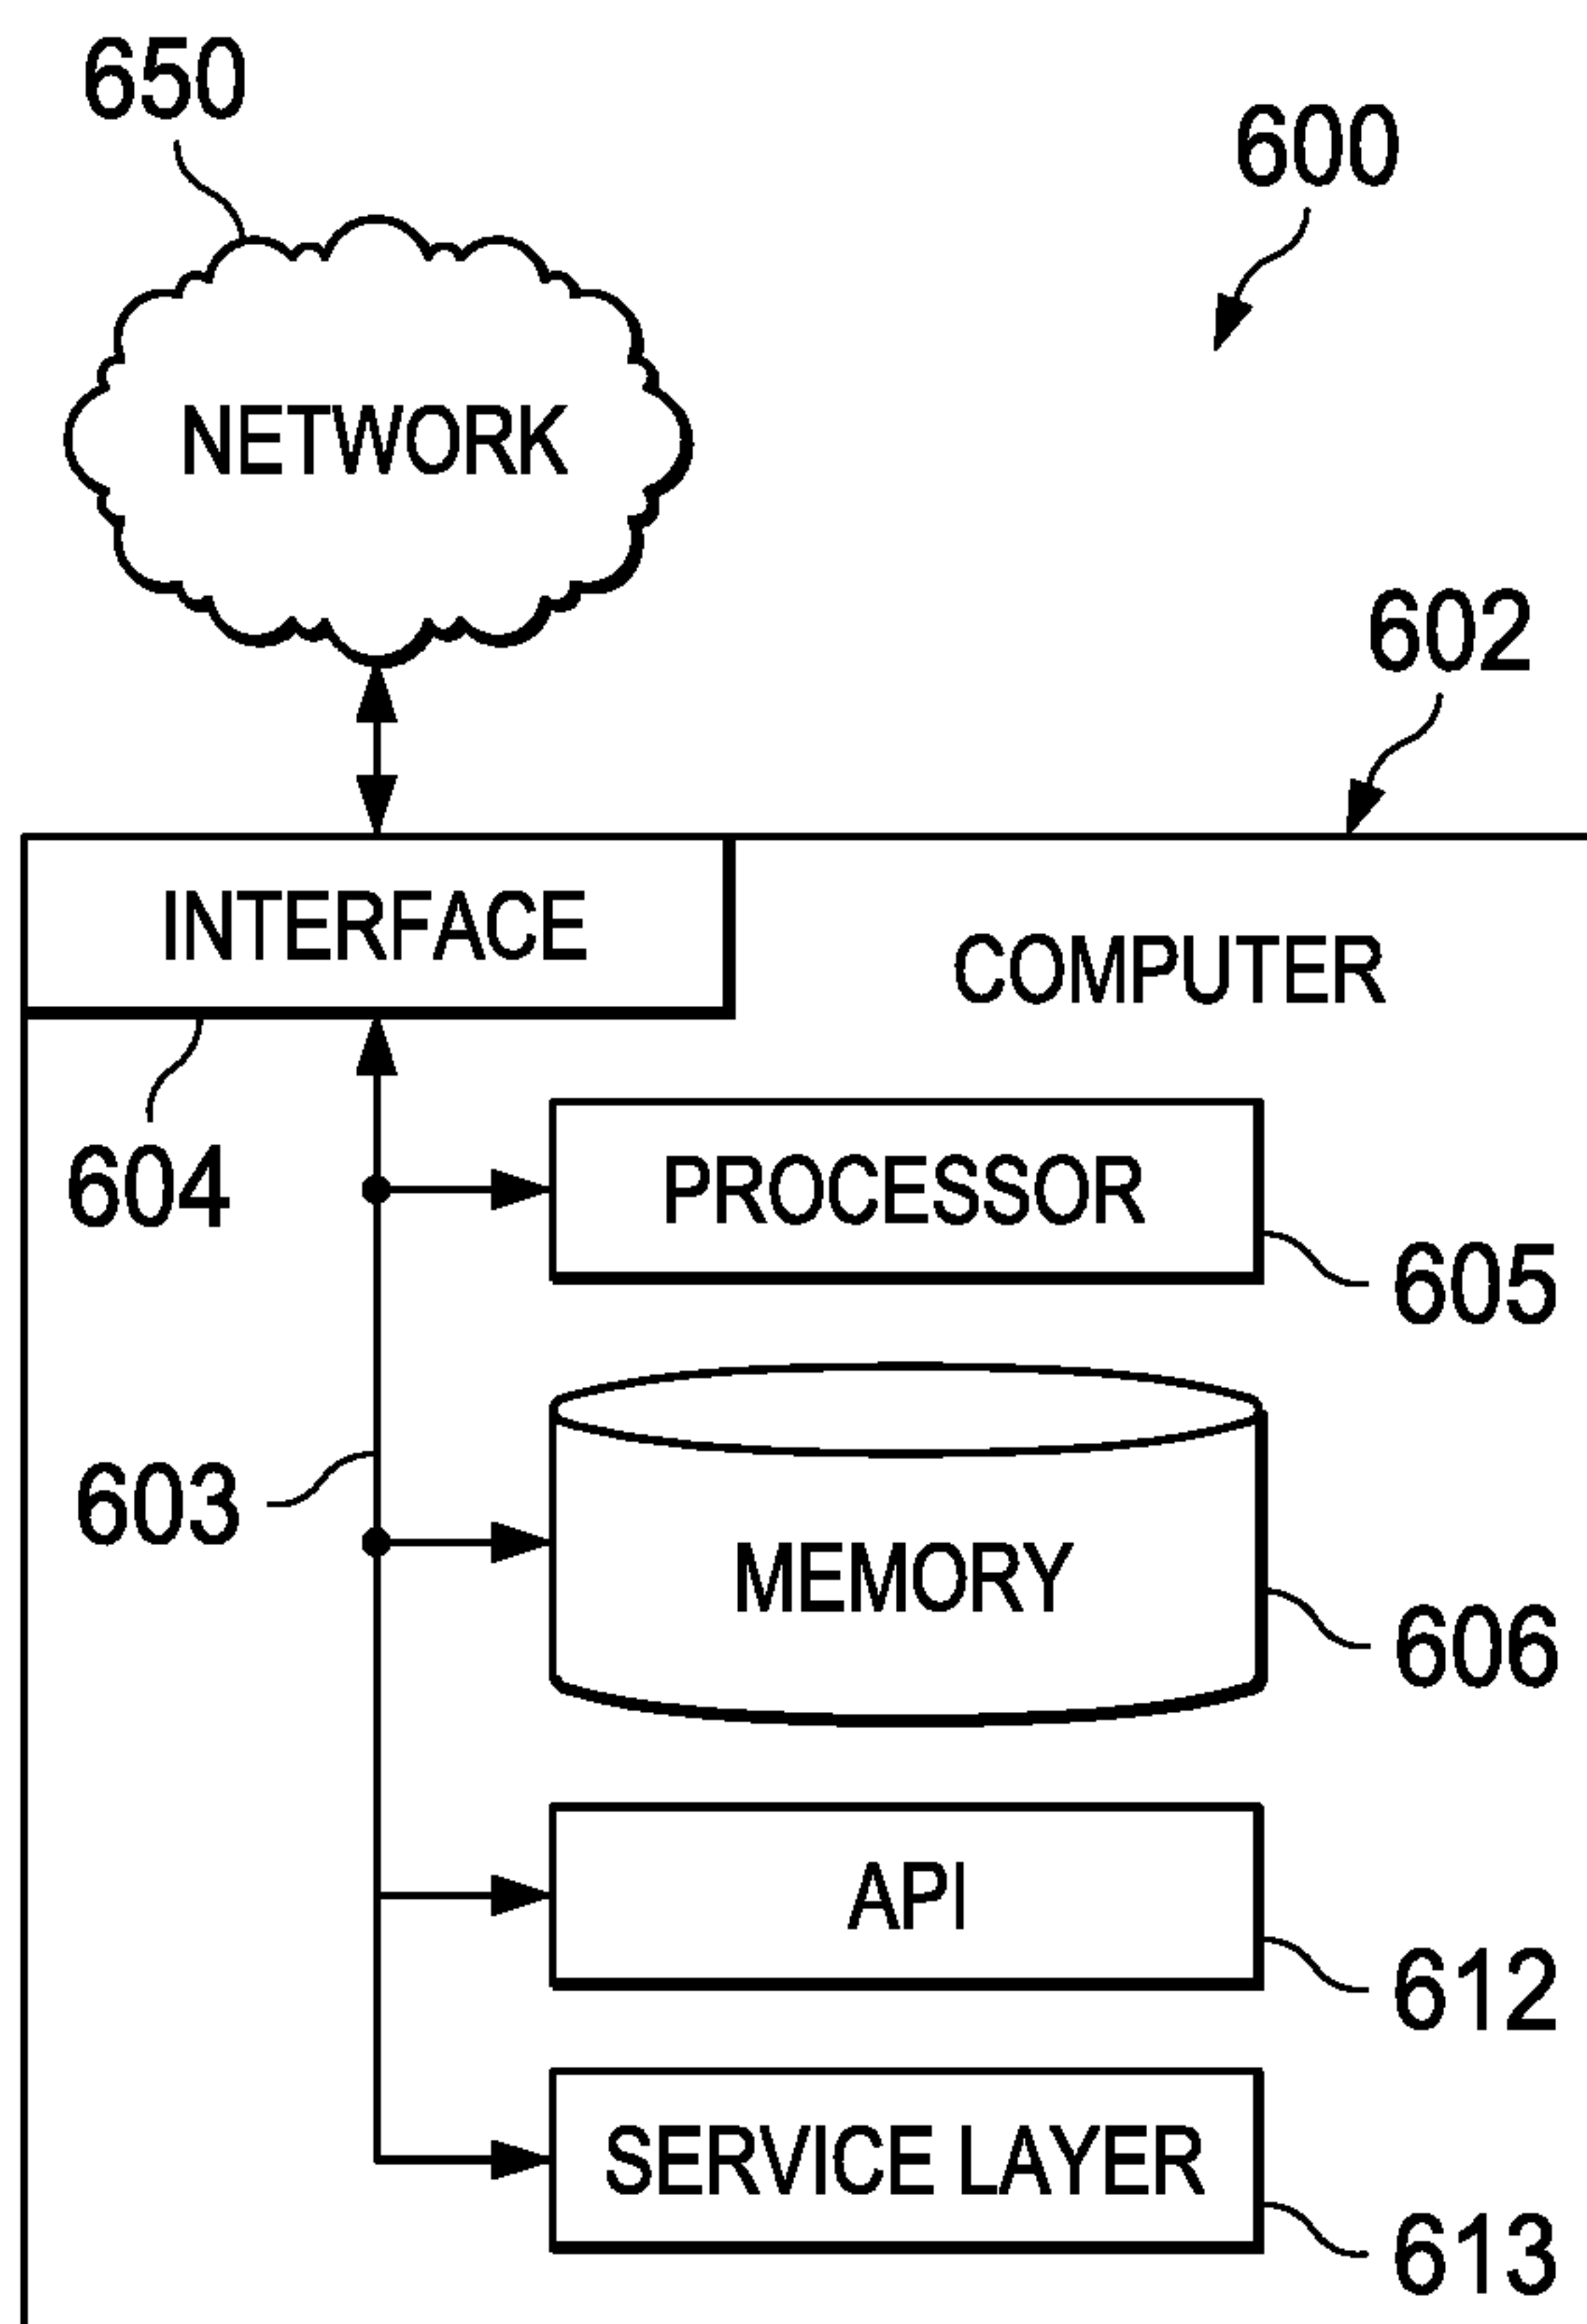 650
600
NETWORK
602
INTERFACE
COMPUTER
604
PROCESSOR
605
603
MEMORY
606
API
612
SERVICE LAYER
613